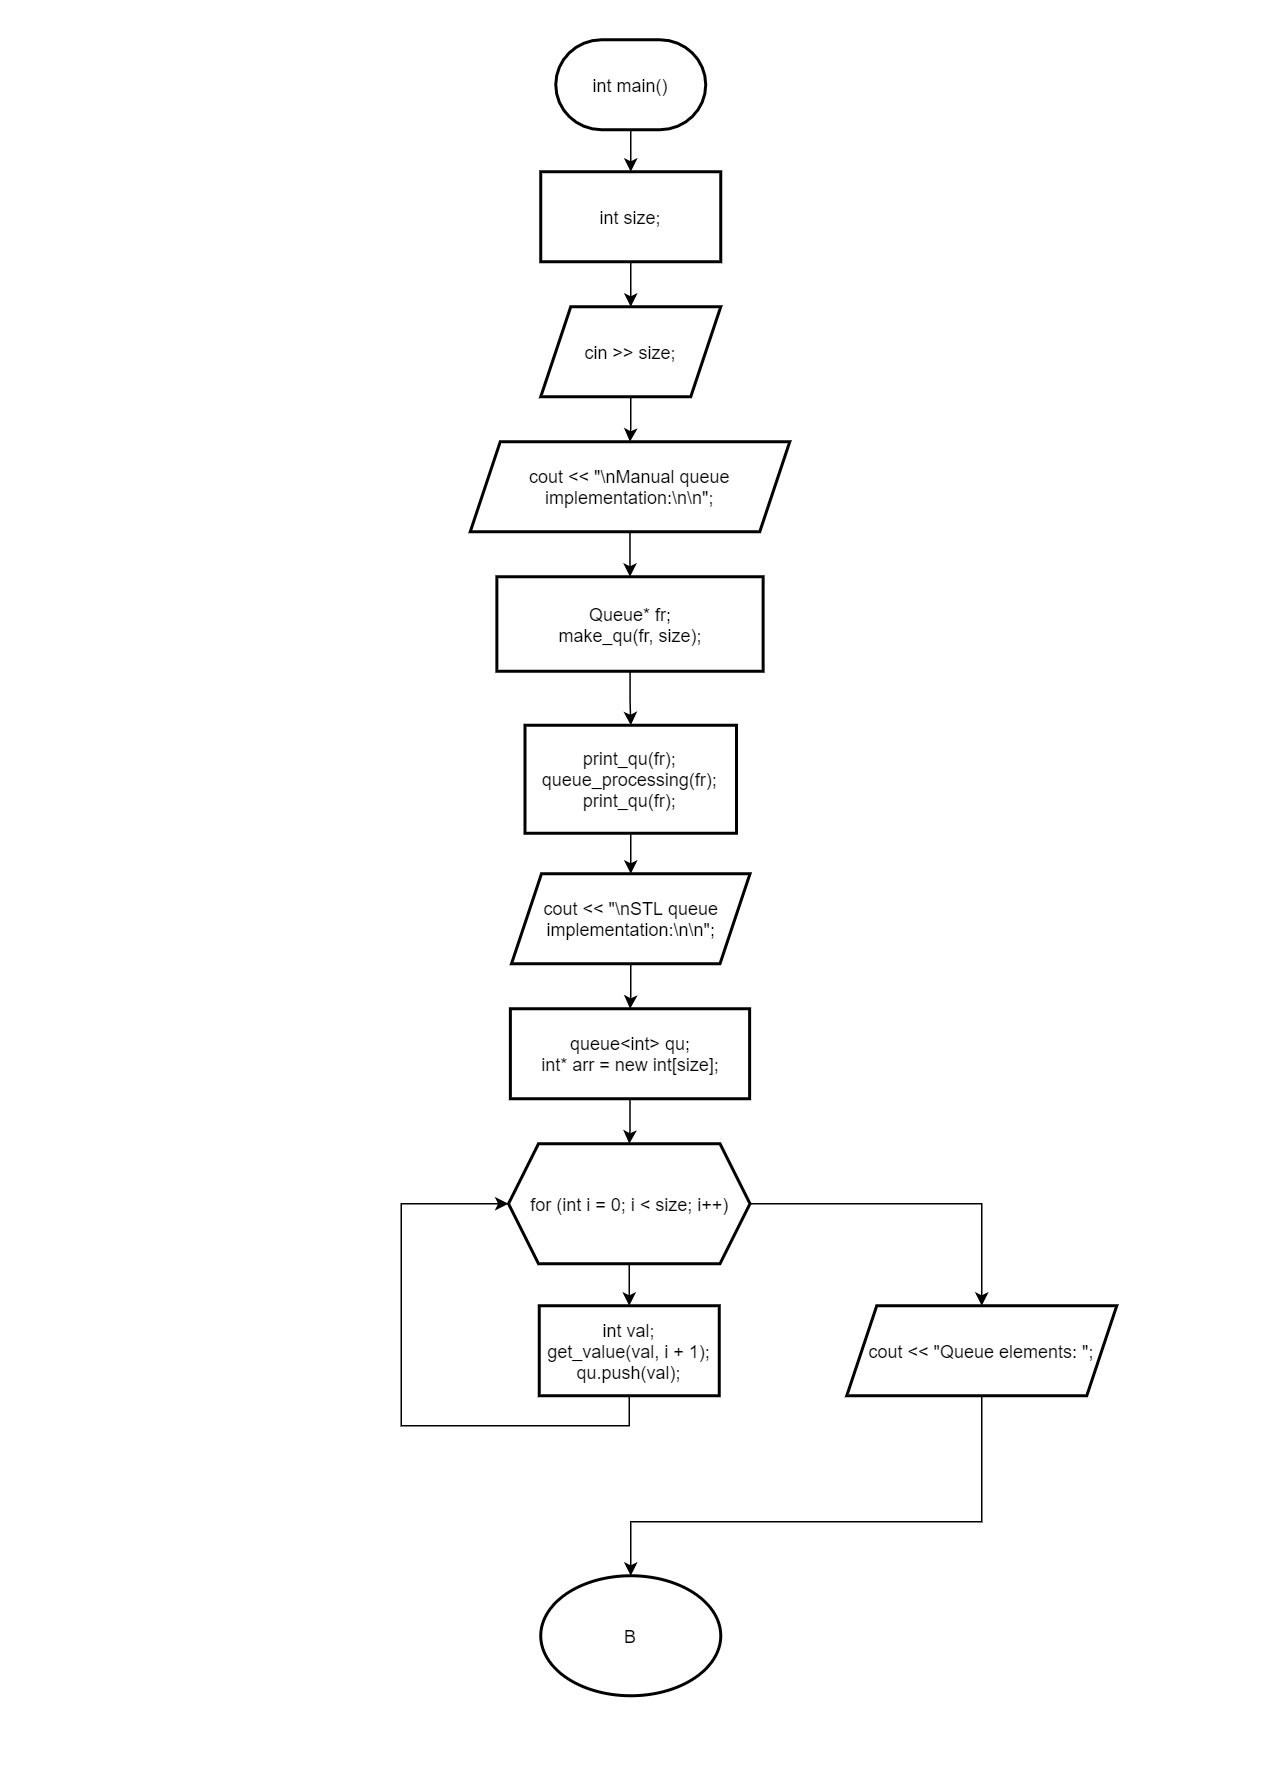 int main()
int size;
cin >> size;
cout << "\nManual queue
implementation:\n\n";
Queue* fr;
make_qu(fr, size);
print_qu(fr);
queue_processing(fr);
print_qu(fr);
cout << "\nSTL queue
implementation:\n\n";
queue<int> qu;
int* arr = new int[size];
for (int i = 0; i < size; i++)
int val;
get_value(val, i + 1);
qu.push(val);
cout << "Queue elements: ";
B